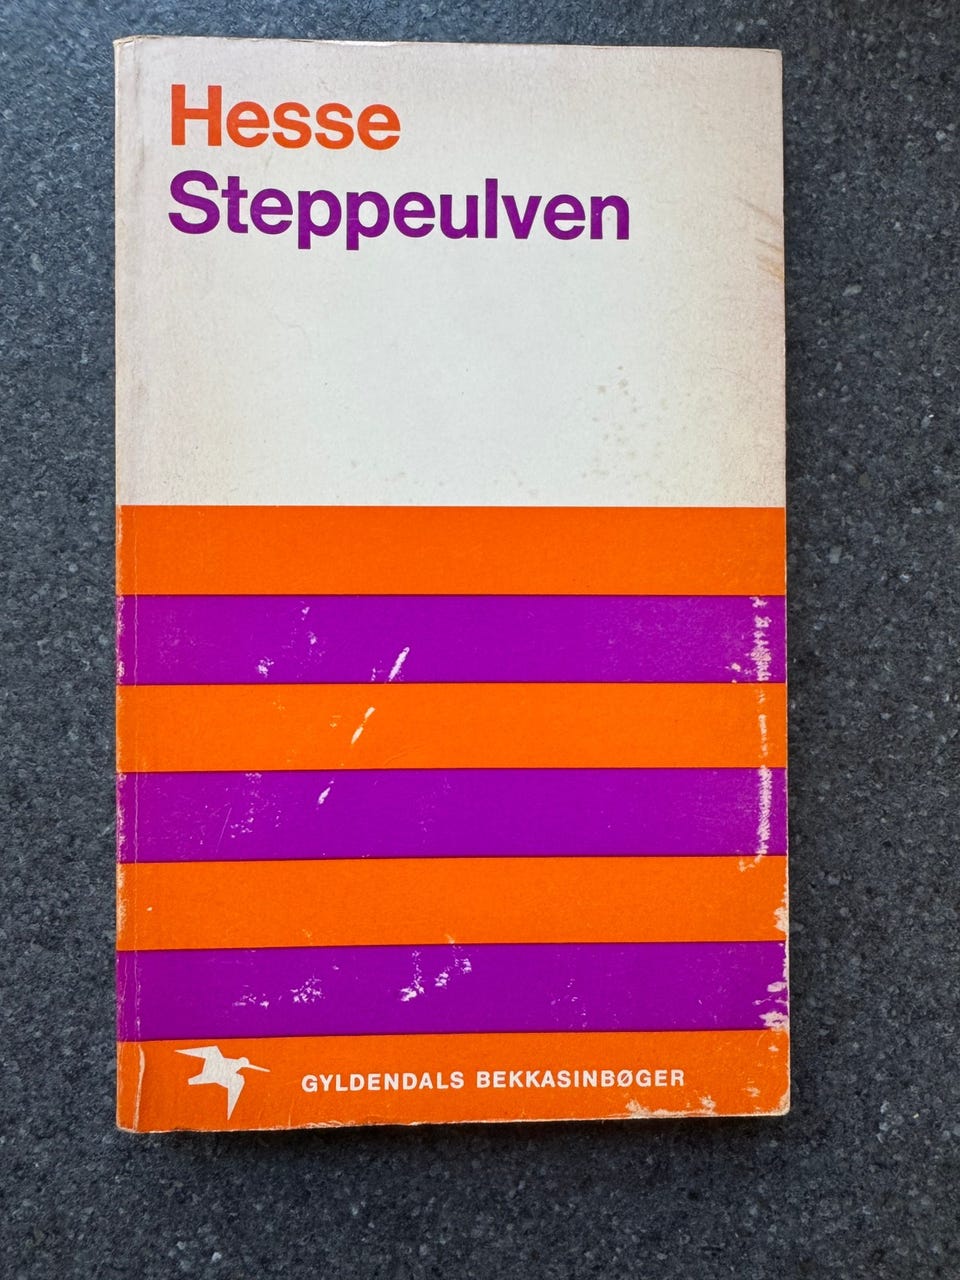 Hesse
Steppeulven
GYLDENDALS BEKKASINBØGER